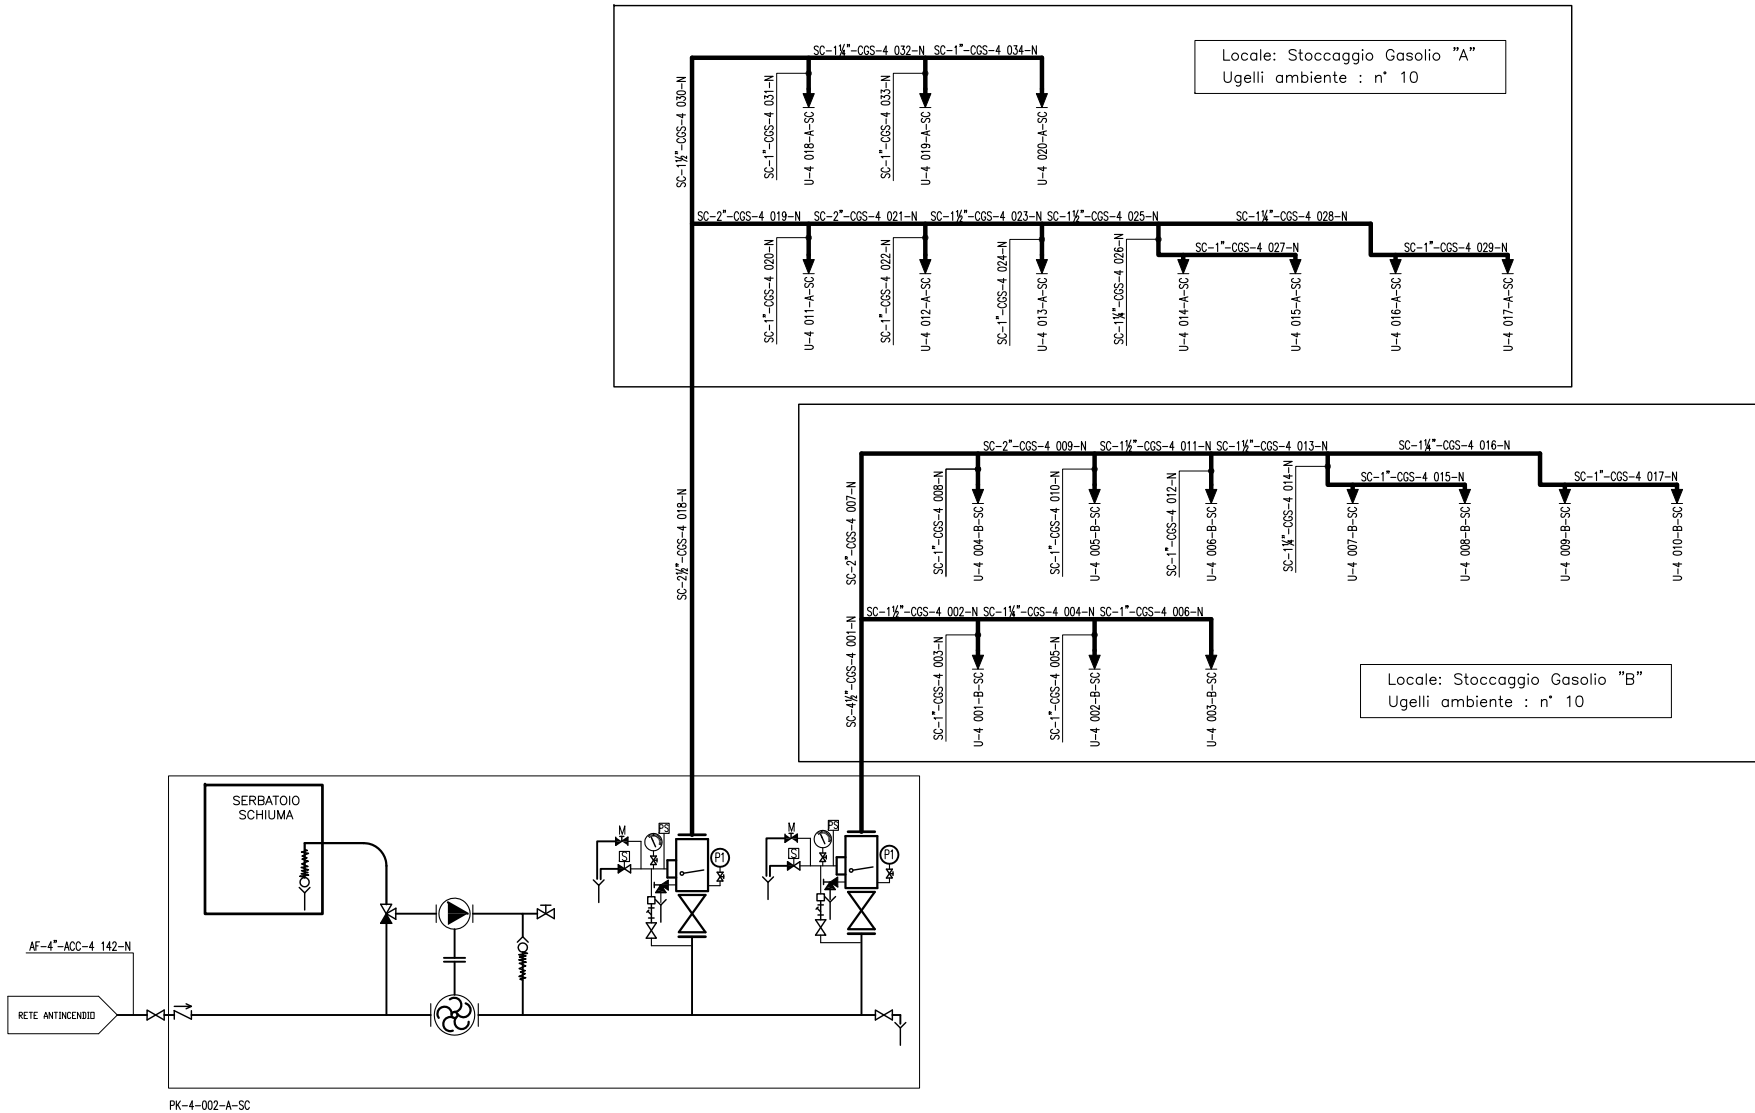 SC-1¼"-CGS-4 032-N
SC-1"-CGS-4 034-N
Locale: Stoccaggio Gasolio "A"
Ugelli ambiente : n° 10
SC-1½"-CGS-4 030-N
SC-1"-CGS-4 031-N
U-4 018-A-SC
SC-1"-CGS-4 033-N
U-4 019-A-SC
U-4 020-A-SC
SC-2"-CGS-4 019-N
SC-2"-CGS-4 021-N
SC-1½"-CGS-4 023-N
SC-1½"-CGS-4 025-N
SC-1¼"-CGS-4 028-N
SC-1"-CGS-4 027-N
SC-1"-CGS-4 029-N
SC-1"-CGS-4 020-N
U-4 011-A-SC
SC-1"-CGS-4 022-N
U-4 012-A-SC
SC-1"-CGS-4 024-N
U-4 013-A-SC
SC-1¼"-CGS-4 026-N
U-4 014-A-SC
U-4 015-A-SC
U-4 016-A-SC
U-4 017-A-SC
SC-2½"-CGS-4 018-N
SC-2"-CGS-4 009-N
SC-1½"-CGS-4 011-N
SC-1½"-CGS-4 013-N
SC-1¼"-CGS-4 016-N
SC-1"-CGS-4 015-N
SC-1"-CGS-4 017-N
SC-2"-CGS-4 007-N
SC-1"-CGS-4 008-N
U-4 004-B-SC
SC-1"-CGS-4 010-N
U-4 005-B-SC
SC-1"-CGS-4 012-N
U-4 006-B-SC
SC-1¼"-CGS-4 014-N
U-4 007-B-SC
U-4 008-B-SC
U-4 009-B-SC
U-4 010-B-SC
SC-1½"-CGS-4 002-N
SC-1¼"-CGS-4 004-N
SC-1"-CGS-4 006-N
SC-4½"-CGS-4 001-N
SC-1"-CGS-4 003-N
U-4 001-B-SC
SC-1"-CGS-4 005-N
U-4 002-B-SC
U-4 003-B-SC
Locale: Stoccaggio Gasolio "B"
Ugelli ambiente : n° 10
SERBATOIO
SCHIUMA
M
PS
S
P1
M
PS
S
P1
AF-4"-ACC-4 142-N
RETE ANTINCENDIO
PK-4-002-A-SC